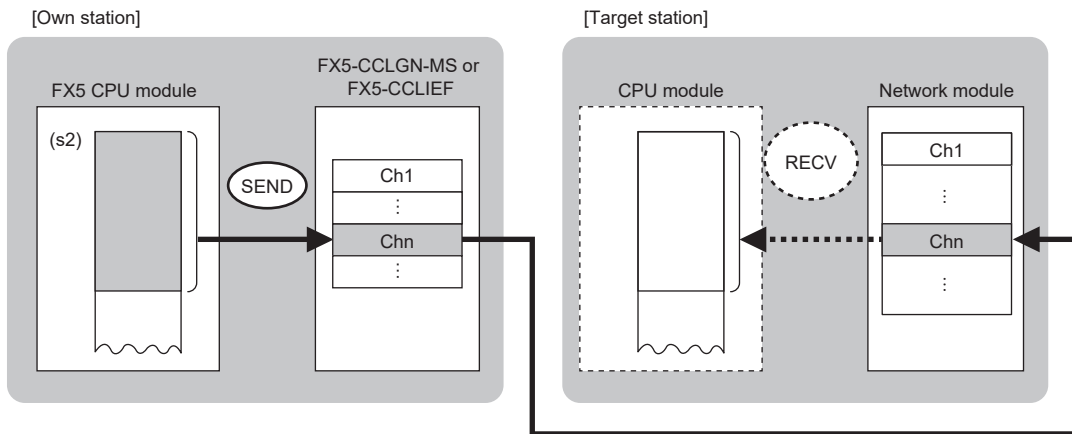 [Own station]
[Target station]
FX5 CPU module
FX5-CCLGN-MS or
FX5-CCLIEF
(s2)
SEND
Ch1
⋮
Chn
⋮
CPU module
RECV
Network module
Ch1
⋮
Chn
⋮